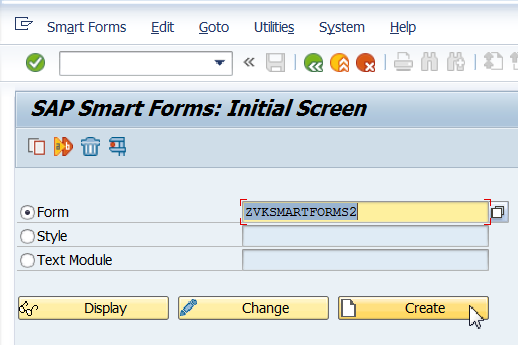 Smart Forms Edit Goto Utilities System Help
SAP Smart Forms: Initial Screen
Form ZVKSMARTFORMS2
Style
Text Module
Display Change Create